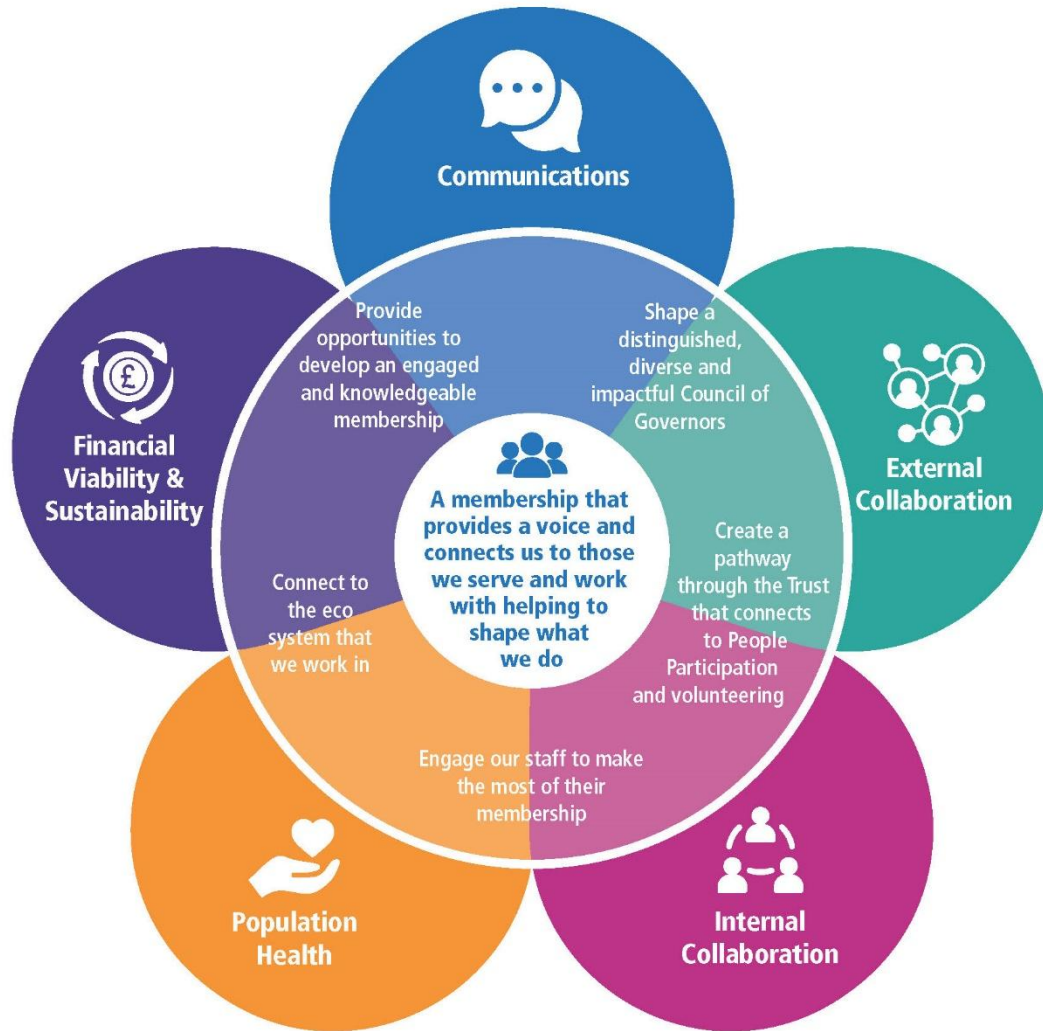 Communications
Provide
opportunities to
develop an engaged
and knowledgeable
membership
Shape a
distinguished,
diverse and
impactful Council of
Governors
£
Financial
Viability &
Sustainability
External
Collaboration
A membership that
provides a voice and
connects us to those
we serve and work
with helping to
shape what
we do
Connect to
the eco
system that
we work in
Create a
pathway
through the Trust
that connects
to People
Participation
and volunteering
Engage our staff to make
the most of their
membership
Population
Health
Internal
Collaboration